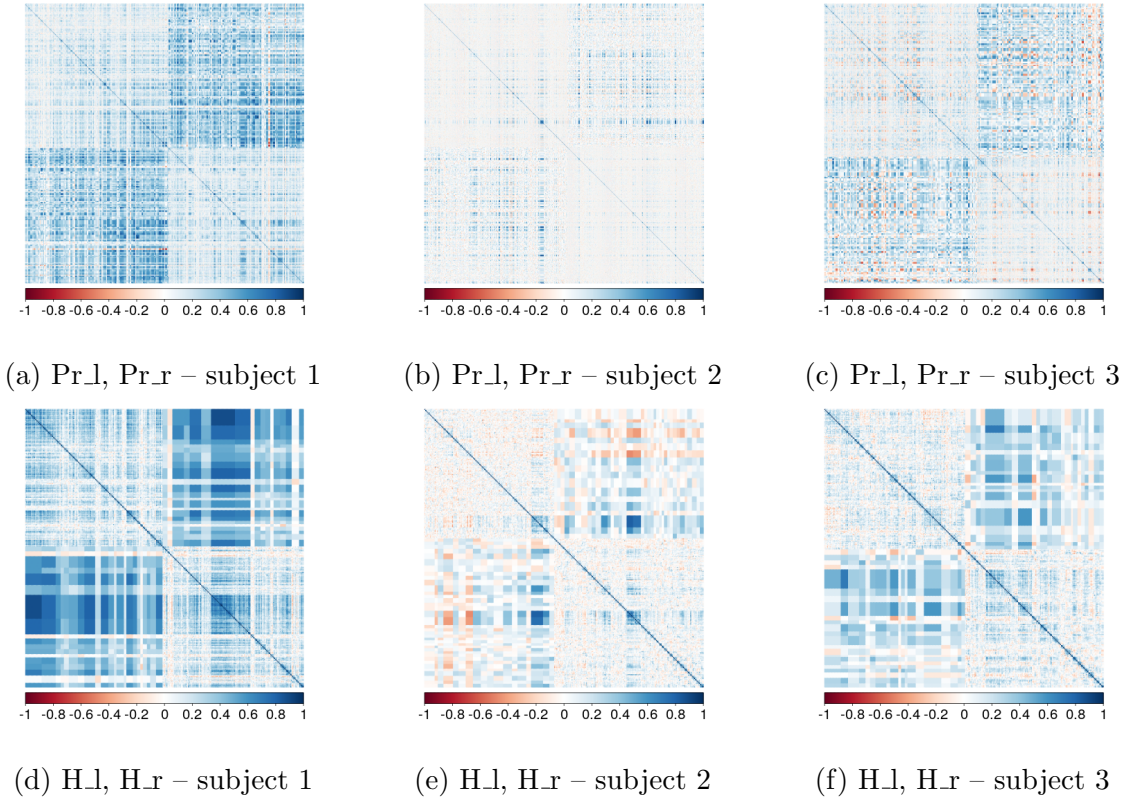 -1 -0.8 -0.6 -0.4 -0.2 0 0.2 0.4 0.6 0.8 1
-1 -0.8 -0.6 -0.4 -0.2 0 0.2 0.4 0.6 0.8 1
-1 -0.8 -0.6 -0.4 -0.2 0 0.2 0.4 0.6 0.8 1
(a) Pr_l, Pr_r – subject 1
(b) Pr_l, Pr_r – subject 2
(c) Pr_l, Pr_r – subject 3
-1 -0.8 -0.6 -0.4 -0.2 0 0.2 0.4 0.6 0.8 1
-1 -0.8 -0.6 -0.4 -0.2 0 0.2 0.4 0.6 0.8 1
-1 -0.8 -0.6 -0.4 -0.2 0 0.2 0.4 0.6 0.8 1
(d) H_l, H_r – subject 1
(e) H_l, H_r – subject 2
(f) H_l, H_r – subject 3